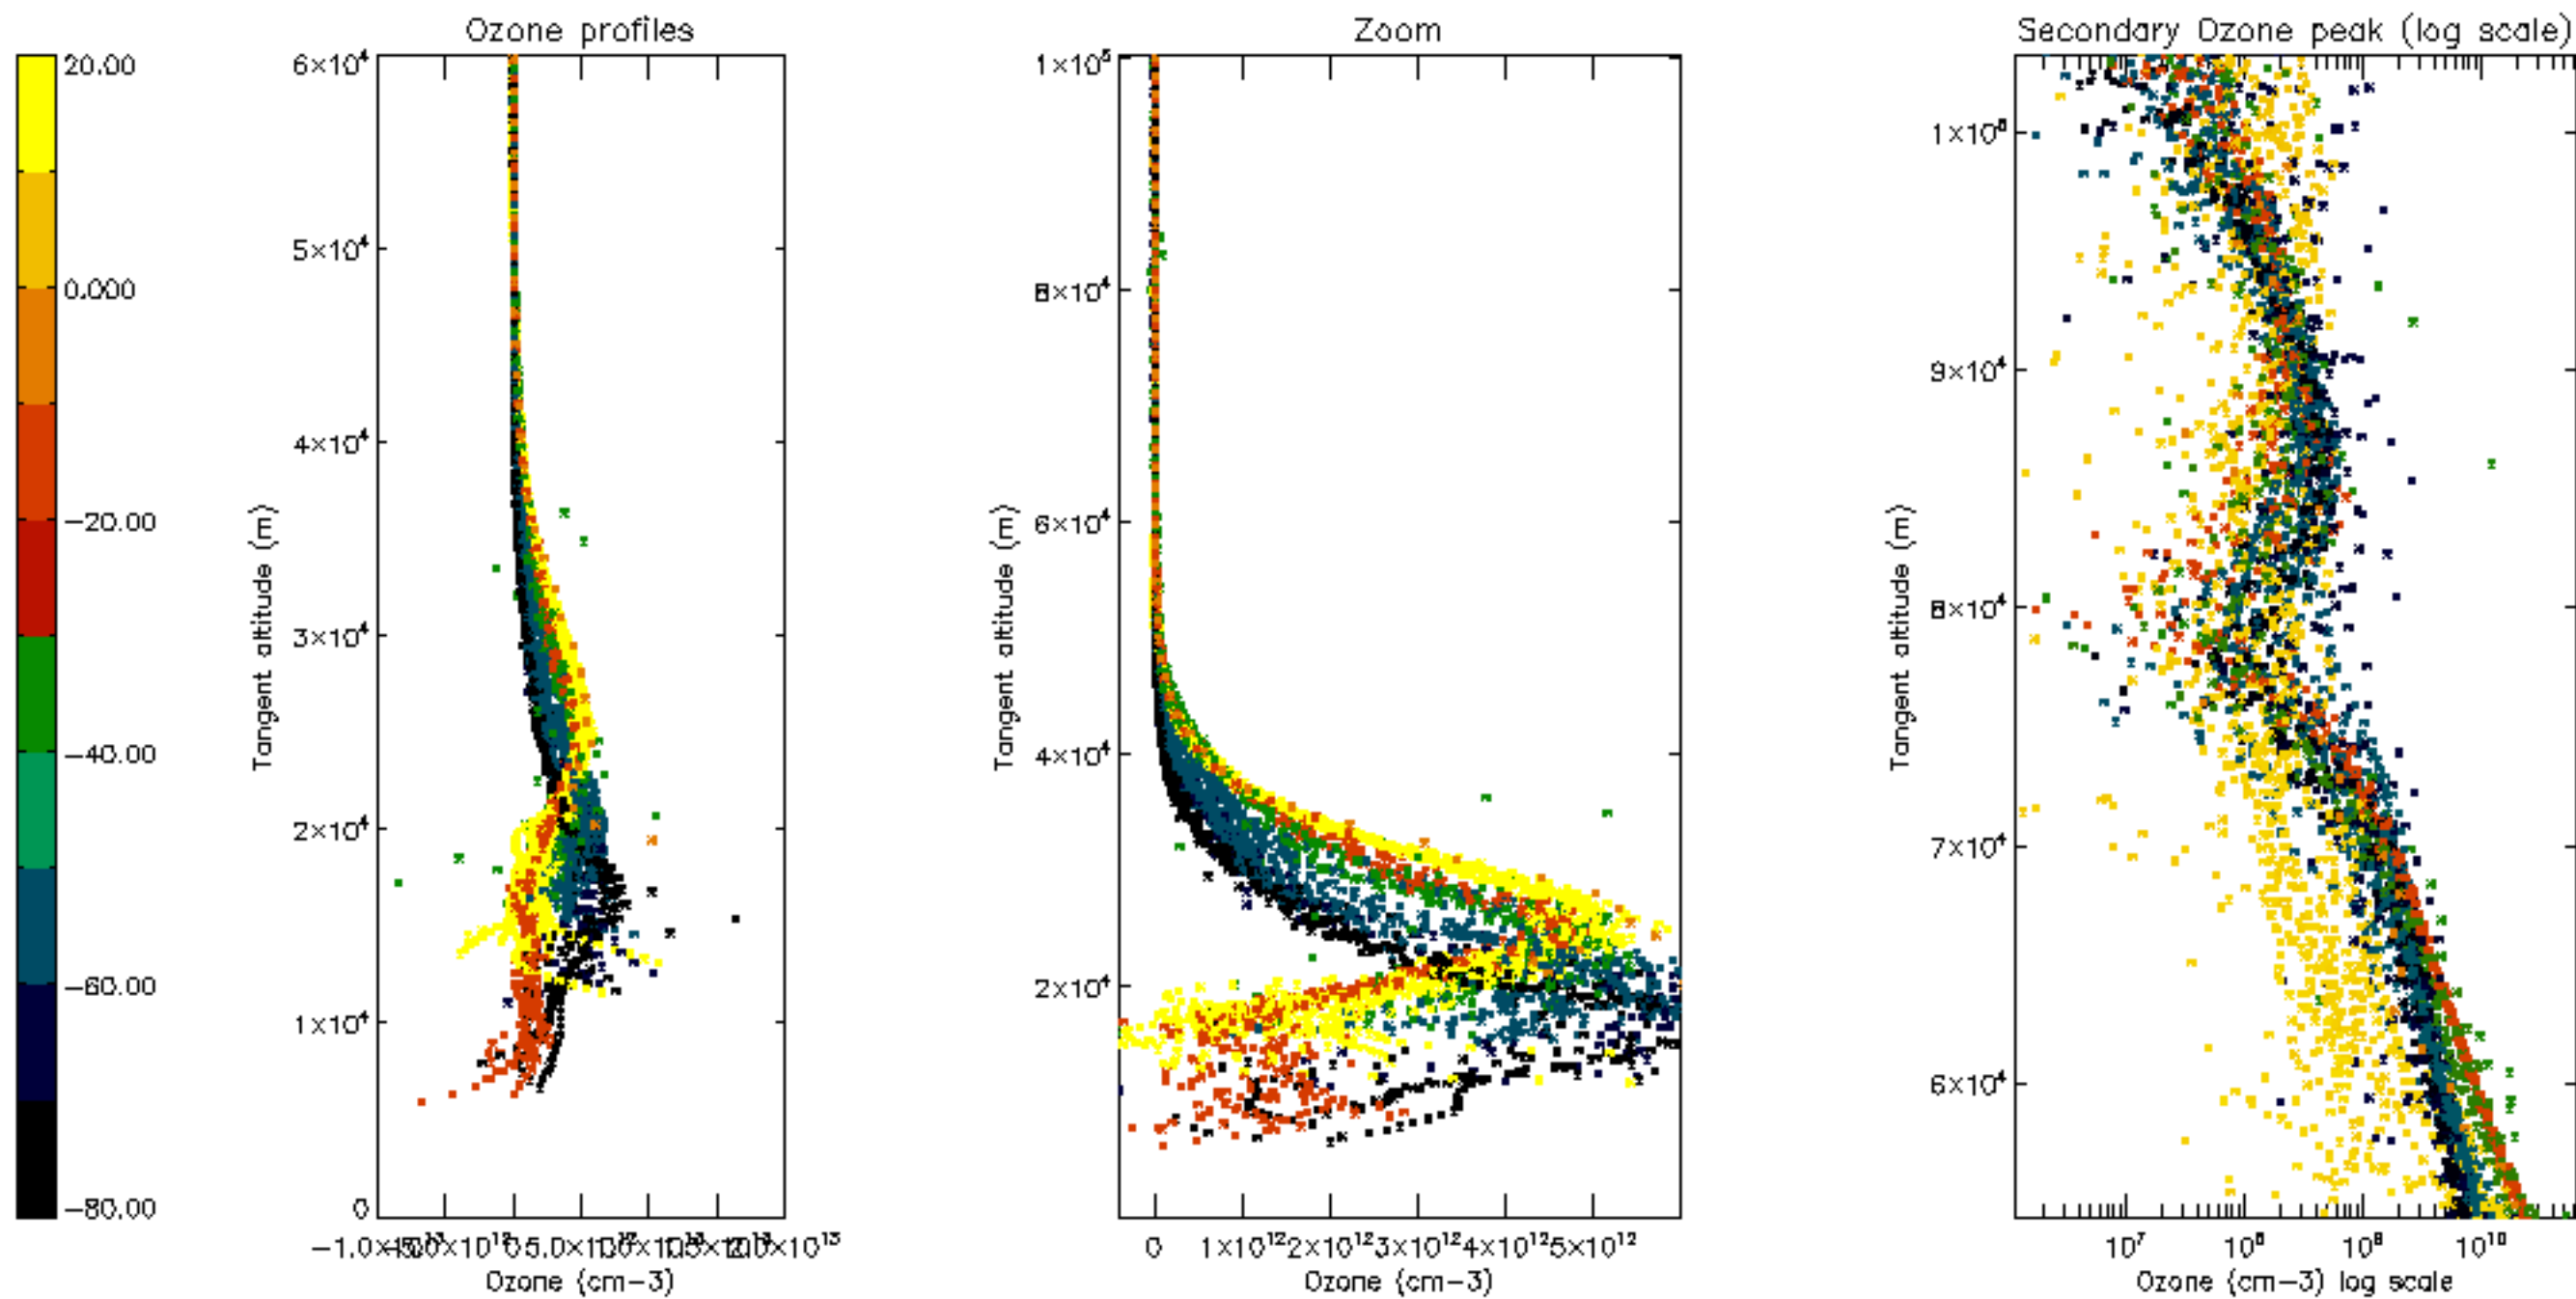 Ozone profiles
Zoom
Secondary Ozone peak (log scale)
20.00
0.000
−20.00
−40.00
−60.00
−80.00
6×10⁴
5×10⁴
4×10⁴
3×10⁴
2×10⁴
1×10⁴
0
Tangent altitude (m)
Ozone (cm−3)
1×10⁵
8×10⁴
6×10⁴
4×10⁴
2×10⁴
Tangent altitude (m)
0 1×10¹² 2×10¹² 3×10¹² 4×10¹² 5×10¹²
Ozone (cm−3)
9×10⁴
8×10⁴
7×10⁴
6×10⁴
Tangent altitude (m)
10⁷ 10⁸ 10⁹ 10¹⁰
Ozone (cm−3) log scale